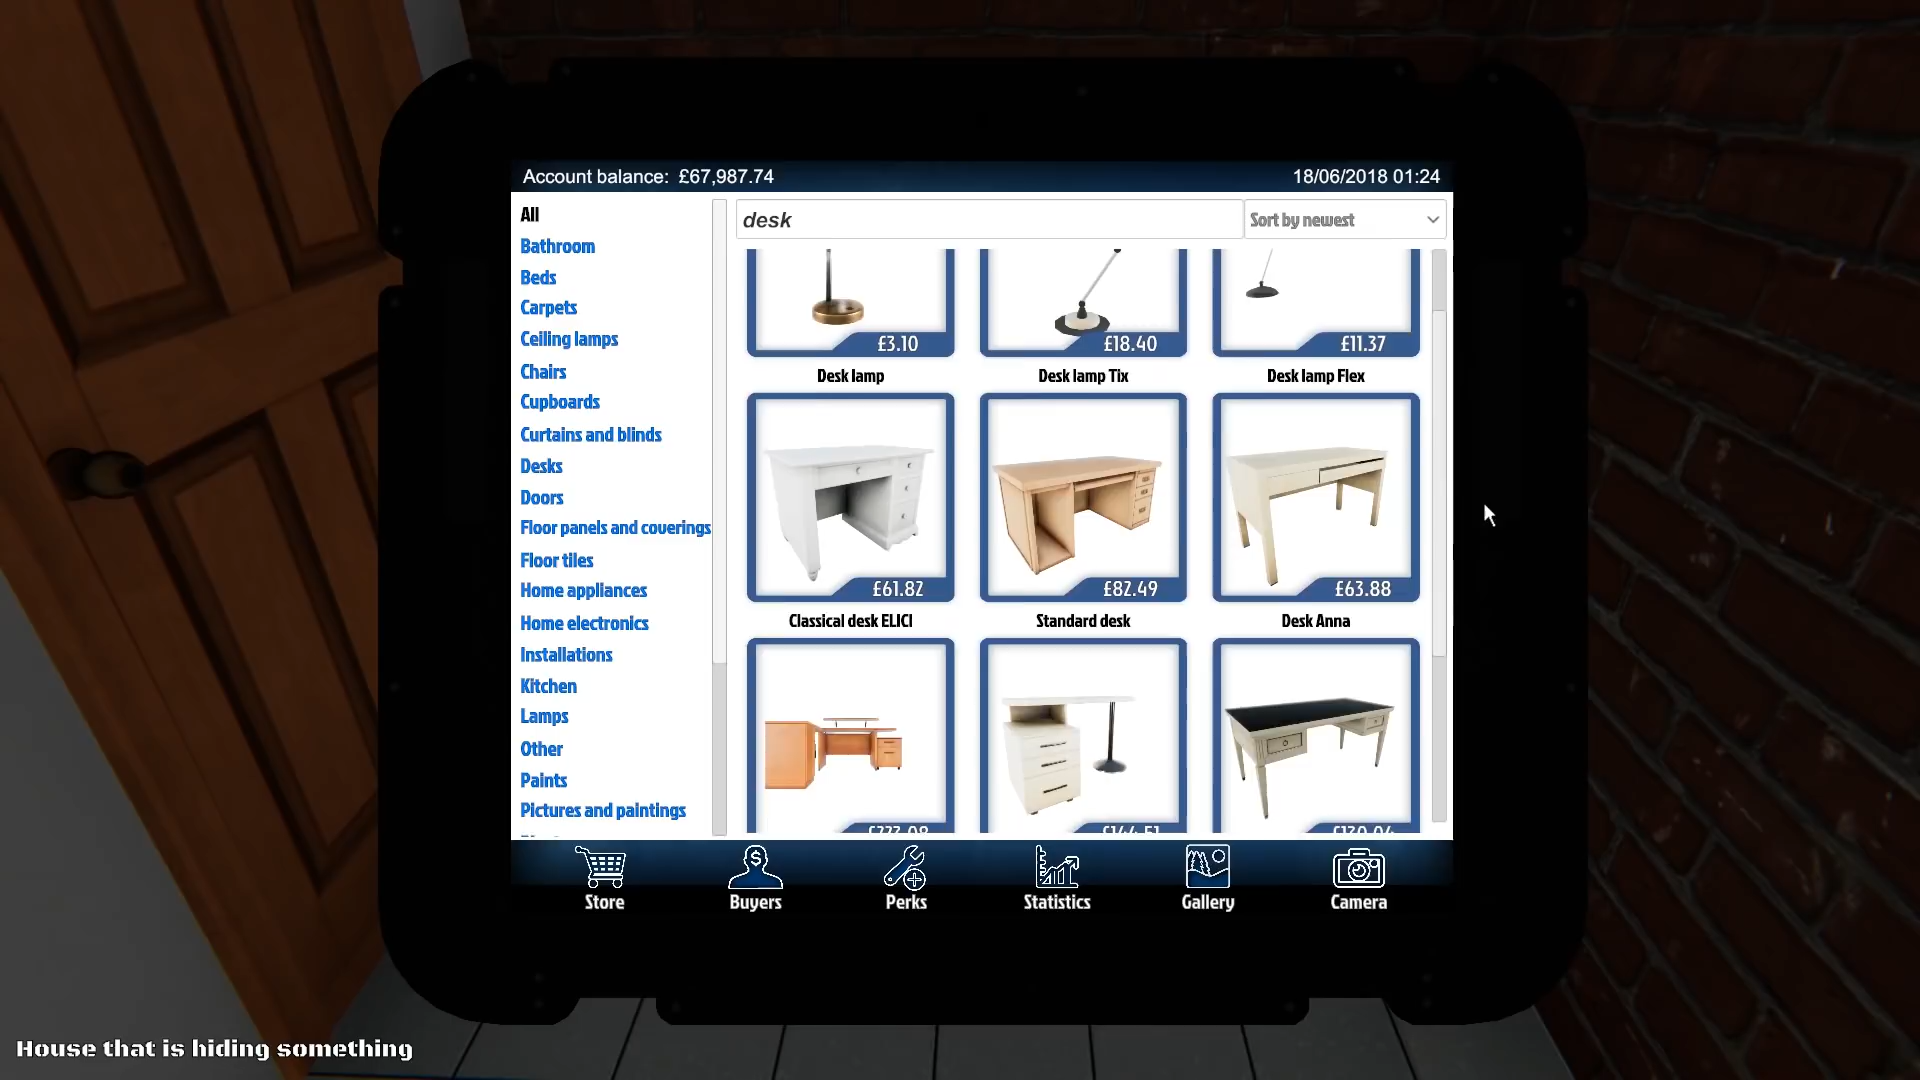 Account balance: £67,987.74
18/06/2018 01:24
All
Bathroom
Beds
Carpets
Ceiling lamps
Chairs
Cupboards
Curtains and blinds
Desks
Doors
Floor panels and coverings
Floor tiles
Home appliances
Home electronics
Installations
Kitchen
Lamps
Other
Paints
Pictures and paintings
desk
Sort by newest
£3.10
£18.40
£11.37
Desk lamp
Desk lamp Tix
Desk lamp Flex
£61.82
£82.49
£63.88
Classical desk ELICI
Standard desk
Desk Anna
Store
Buyers
Perks
Statistics
Gallery
Camera
House that is hiding something